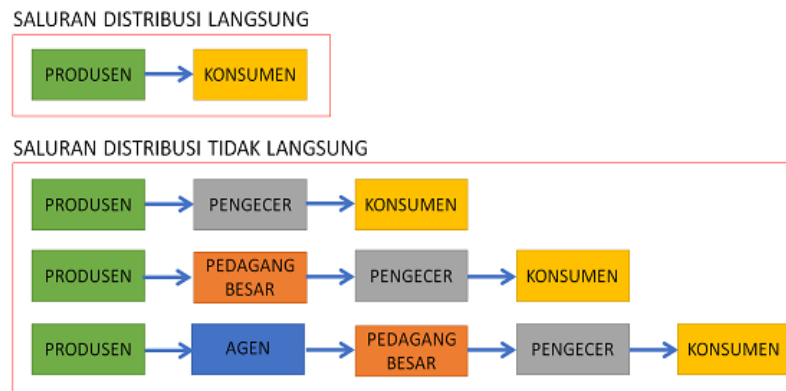 SALURAN DISTRIBUSI LANGSUNG
PRODUSEN KONSUMEN
SALURAN DISTRIBUSI TIDAK LANGSUNG
PRODUSEN PENGECER KONSUMEN
PRODUSEN PEDAGANG BESAR PENGECER KONSUMEN
PRODUSEN AGEN PEDAGANG BESAR PENGECER KONSUMEN